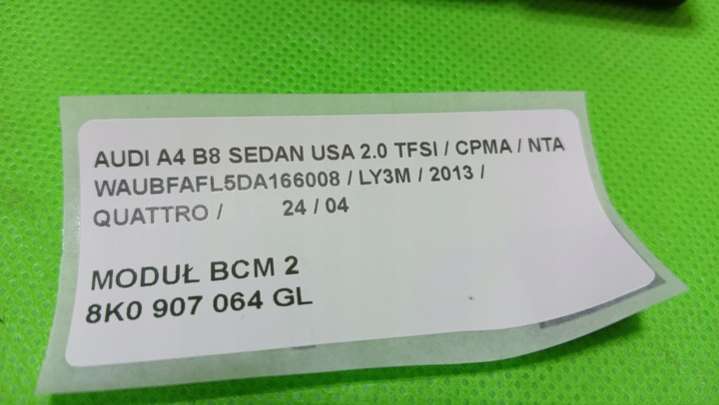 AUDI A4 B8 SEDAN USA 2.0 TFSI / CPMA / NTA
WAUBFAFL5DA166008 / LY3M / 2013 /
QUATTRO / 24 / 04
MODUŁ BCM 2
8K0 907 064 GL